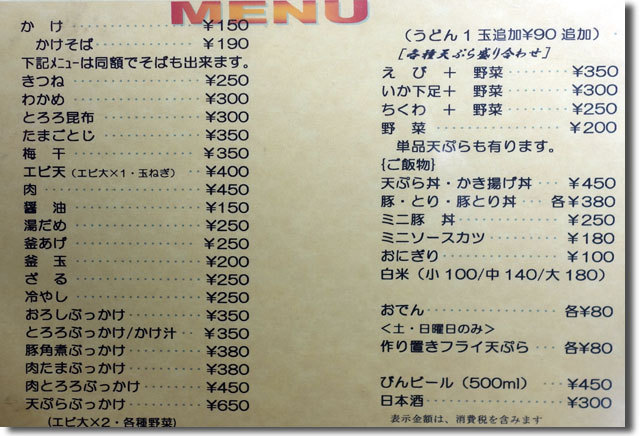 MENU
かけ ¥150
かけそば ¥190
下記メニューは同額でそばも出来ます。
きつね ¥250
わかめ ¥300
とろろ昆布 ¥300
たまごとじ ¥350
梅干 ¥350
エビ天（エビ大×1・玉ねぎ） ¥400
肉 ¥450
醤油 ¥150
湯だめ ¥250
釜あげ ¥250
釜玉 ¥200
ざる ¥250
冷やし ¥250
おろしぶっかけ ¥350
とろろぶっかけ/かけ汁 ¥350
豚角煮ぶっかけ ¥380
肉たまぶっかけ ¥380
肉とろろぶっかけ ¥450
天ぷらぶっかけ ¥650
（エビ大×2・各種野菜）
（うどん1玉追加¥90追加）
［各種天ぷら盛り合わせ］
えび＋野菜 ¥350
いか下足＋野菜 ¥300
ちくわ＋野菜 ¥250
野菜 ¥200
単品天ぷらも有ります。
{ご飯物}
天ぷら丼・かき揚げ丼 ¥450
豚・とり・豚とり丼 各¥380
ミニ豚丼 ¥250
ミニソースカツ ¥180
おにぎり ¥100
白米（小100/中140/大180）
おでん 各¥80
＜土・日曜日のみ＞
作り置きフライ天ぷら 各¥80
びんビール（500ml） ¥450
日本酒 ¥300
表示金額は、消費税を含みます